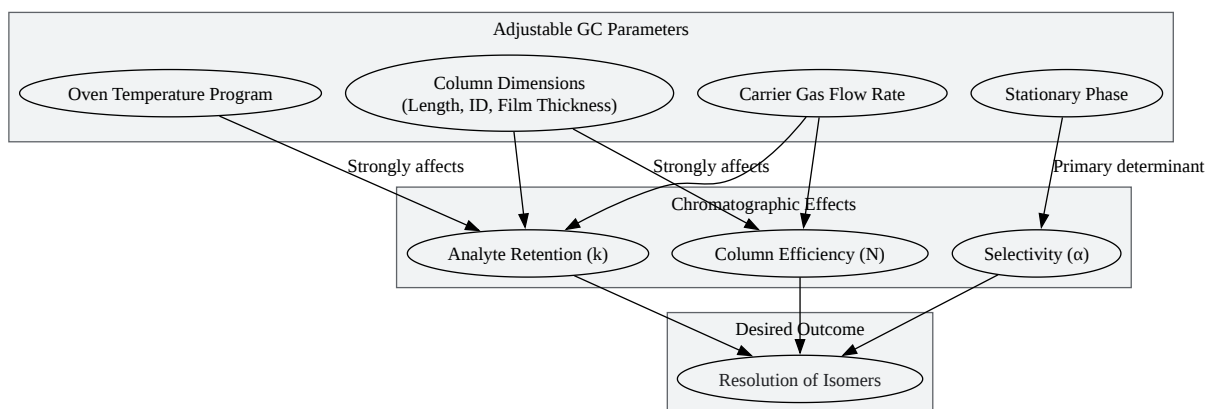 Adjustable GC Parameters
Oven Temperature Program
Column Dimensions
(Length, ID, Film Thickness)
Carrier Gas Flow Rate
Stationary Phase
Strongly affects
Strongly affects
Primary determinant
Chromatographic Effects
Analyte Retention (k)
Column Efficiency (N)
Selectivity (α)
Desired Outcome
Resolution of Isomers